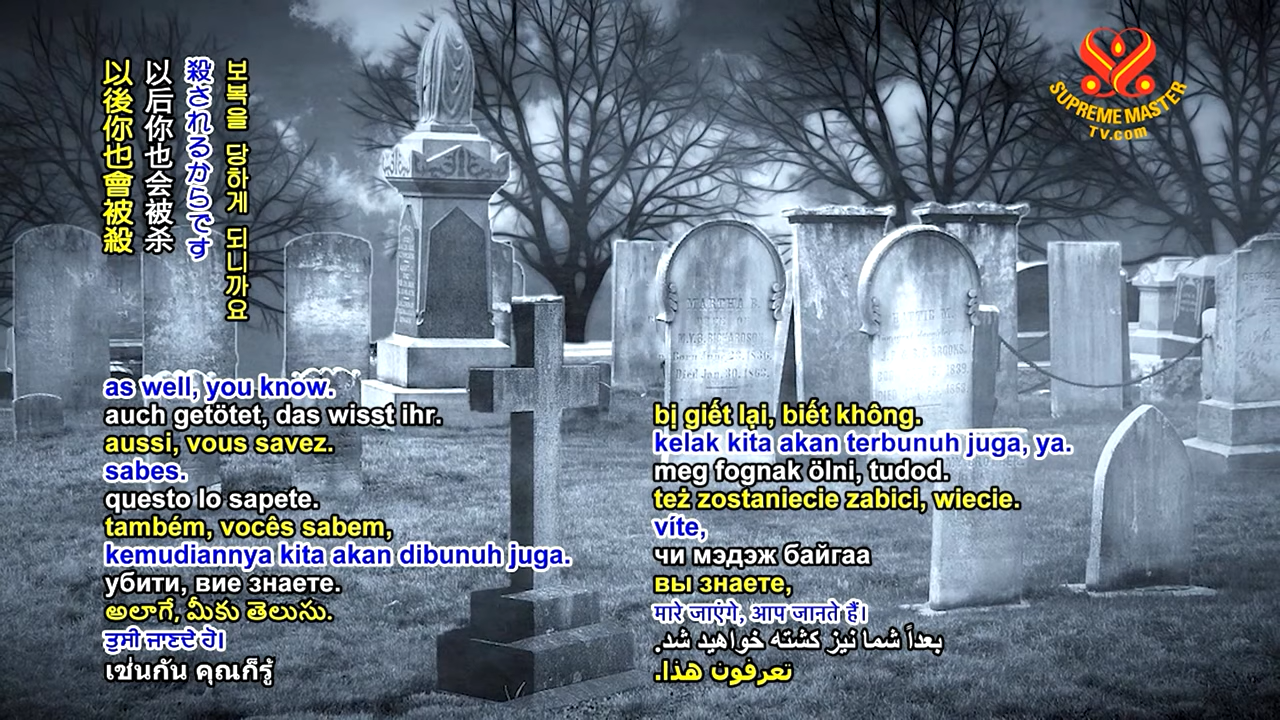 보복을 당하게 되니까요
殺されるからです
以后你也会被杀
以後你也會被殺
SUPREME MASTER
TV.com
as well, you know.
auch getötet, das wisst ihr.
aussi, vous savez.
sabes.
questo lo sapete.
também, vocês sabem,
kemudiannya kita akan dibunuh juga.
убити, вие знаете.
అలాగే, మీకు తెలుసు.
ਤੁਸੀ ਜਾਣਦੇ ਹੋ।
เช่นกัน คุณก็รู้
bị giết lại, biết không.
kelak kita akan terbunuh juga, ya.
meg fognak ölni, tudod.
też zostaniecie zabici, wiecie.
víte,
чи мэдэж байгаа
вы знаете,
मारे जाएंगे, आप जानते हैं।
بعداً شما نیز کشته خواهید شد.
تعرفون هذا.